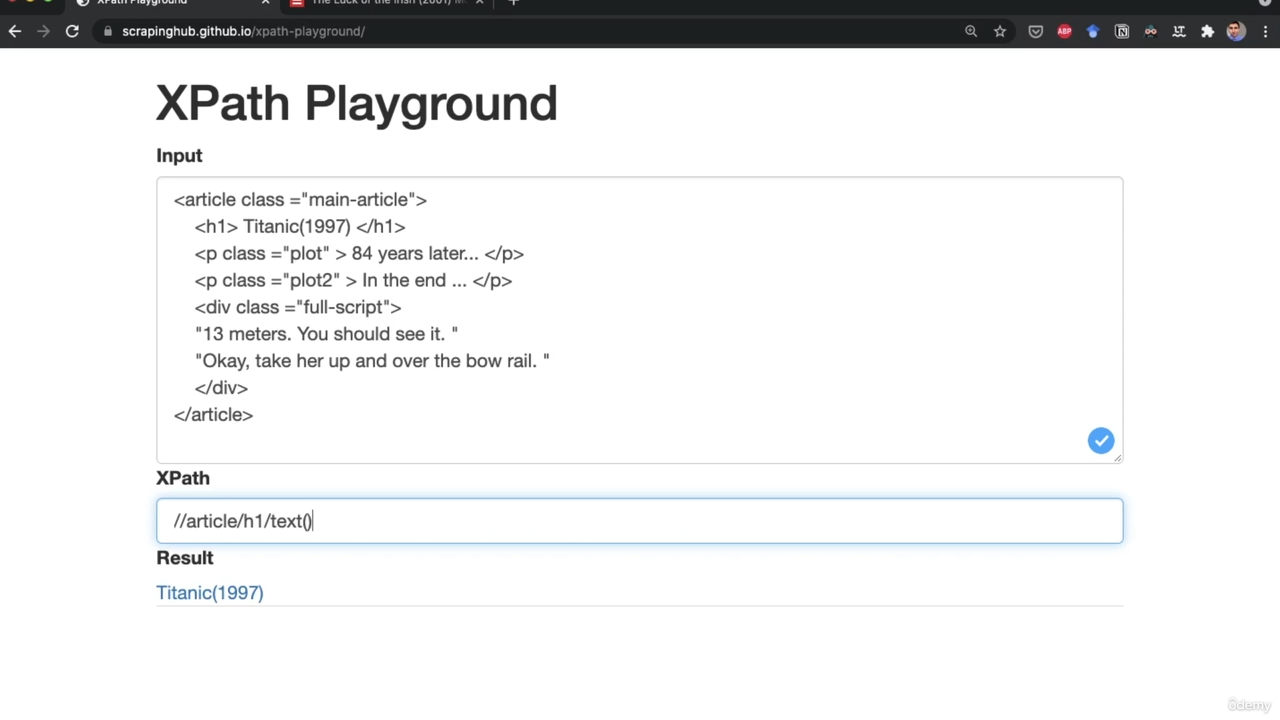 XPath Playground
The Luck of the Irish (2001)
scrapinghub.github.io/xpath-playground/
ABP
XPath Playground
Input
<article class ="main-article">
<h1> Titanic(1997) </h1>
<p class ="plot" > 84 years later... </p>
<p class ="plot2" > In the end ... </p>
<div class ="full-script">
"13 meters. You should see it. "
"Okay, take her up and over the bow rail. "
</div>
</article>
XPath
//article/h1/text()
Result
Titanic(1997)
ûdemy